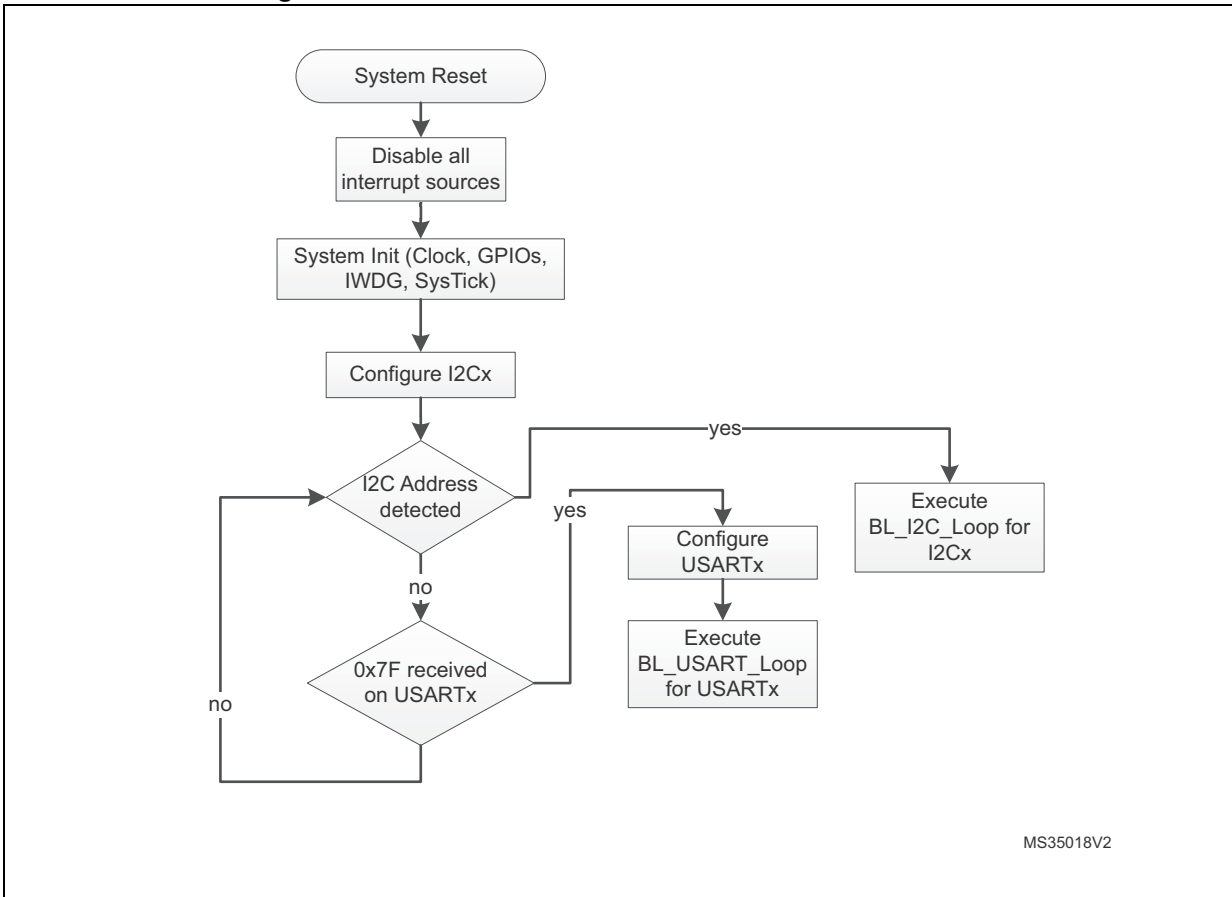 System Reset
Disable all
interrupt sources
System Init (Clock, GPIOs,
IWDG, SysTick)
Configure I2Cx
I2C Address
detected
yes
Execute
BL_I2C_Loop for
I2Cx
yes
Configure
USARTx
no
Execute
BL_USART_Loop
for USARTx
0x7F received
on USARTx
no
MS35018V2